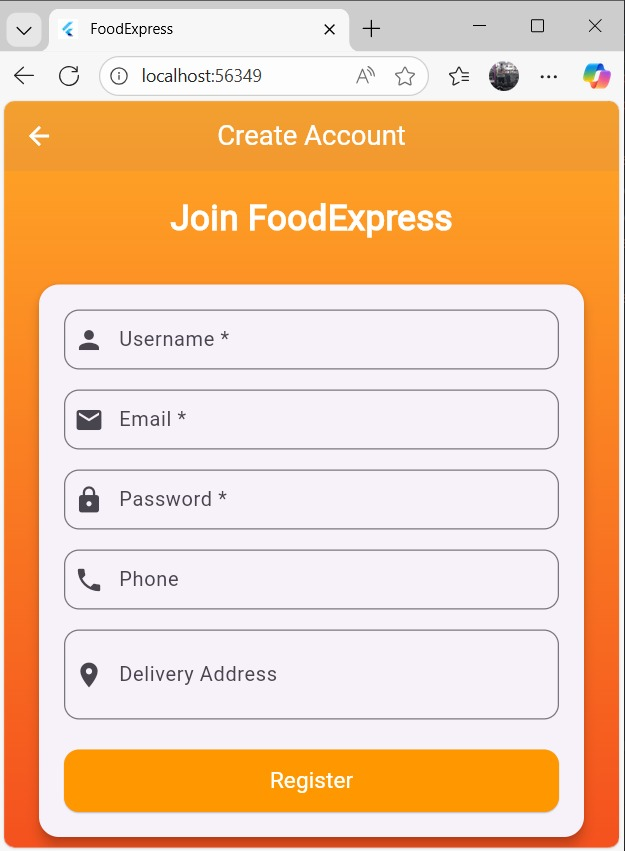 FoodExpress
localhost:56349
Create Account
Join FoodExpress
Username *
Email *
Password *
Phone
Delivery Address
Register